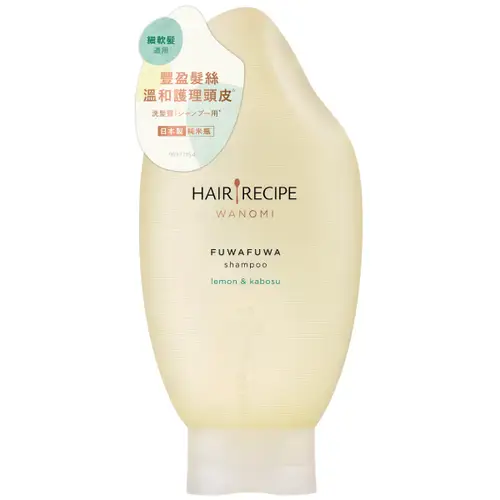 細軟髮
適用
豐盈髮絲
溫和護理頭皮*
洗髮露/シャンプー用*
日本製 純米瓶
HAIR RECIPE
WANOMI
FUWAFUWA
shampoo
lemon & kabosu